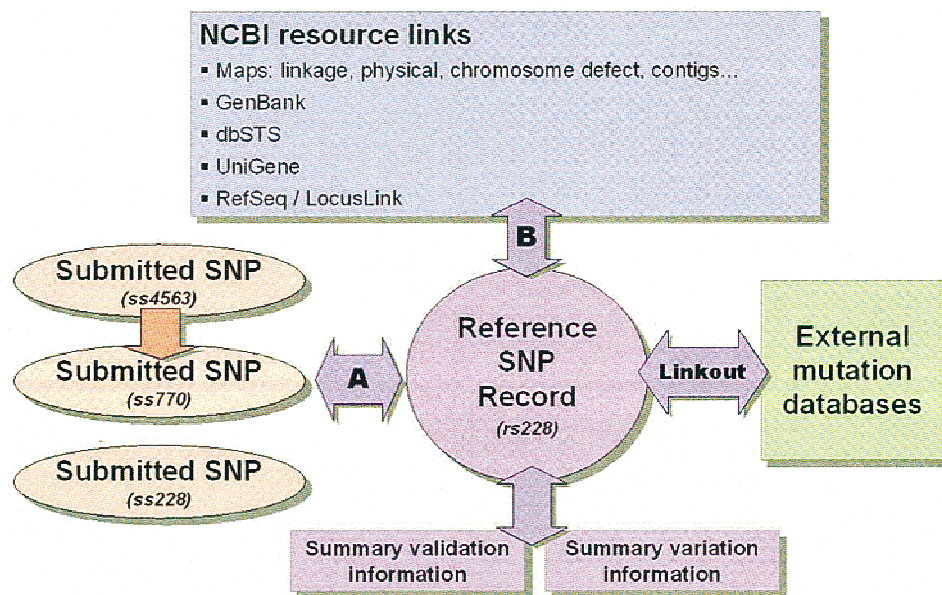 NCBI resource links
▪ Maps: linkage, physical, chromosome defect, contigs...
▪ GenBank
▪ dbSTS
▪ UniGene
▪ RefSeq / LocusLink
B
Submitted SNP
(ss4563)
Submitted SNP
(ss770)
Submitted SNP
(ss228)
A
Reference
SNP
Record
(rs228)
Linkout
External
mutation
databases
Summary validation
information
Summary variation
information